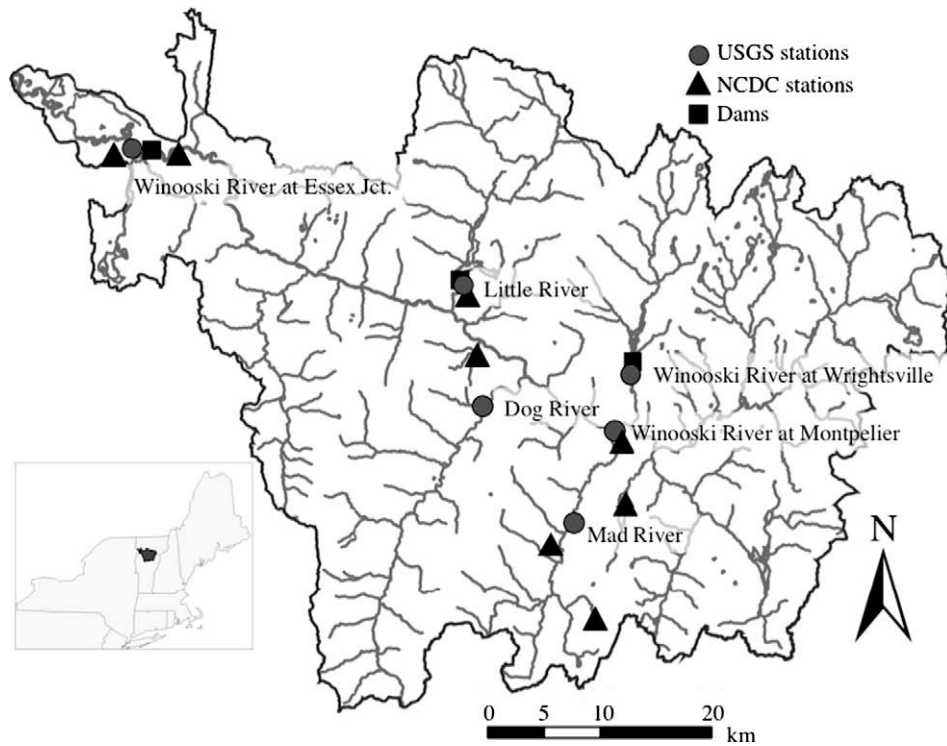 USGS stations
NCDC stations
Dams
Winooski River at Essex Jct.
Little River
Winooski River at Wrightsville
Dog River
Winooski River at Montpelier
Mad River
N
0 5 10 20
km